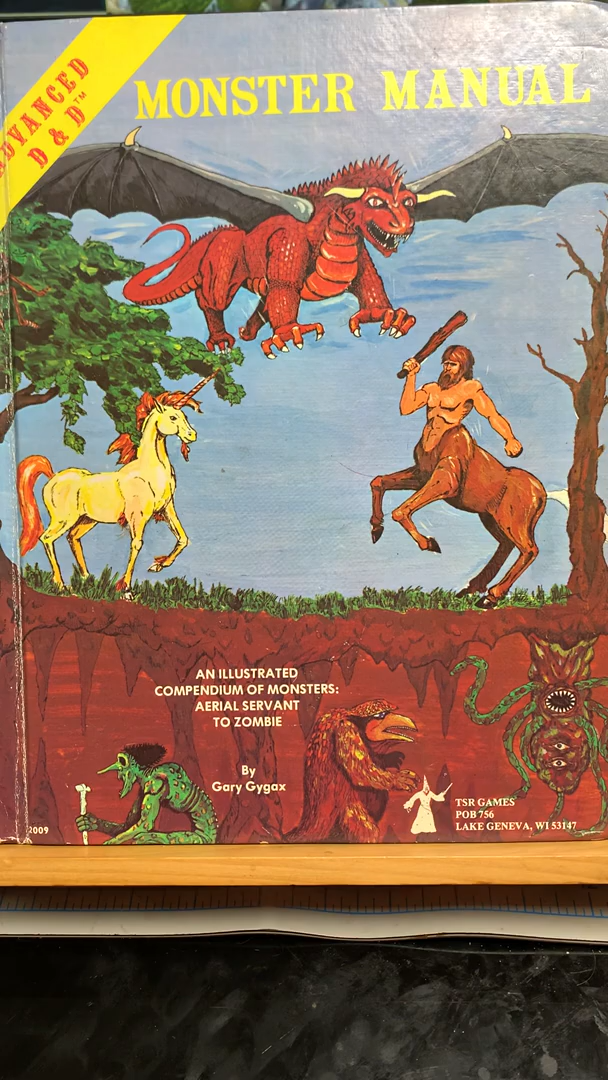 ADVANCED
D & D™
MONSTER MANUAL
AN ILLUSTRATED
COMPENDIUM OF MONSTERS:
AERIAL SERVANT
TO ZOMBIE
By
Gary Gygax
TSR GAMES
POB 756
LAKE GENEVA, WI 53147
2009